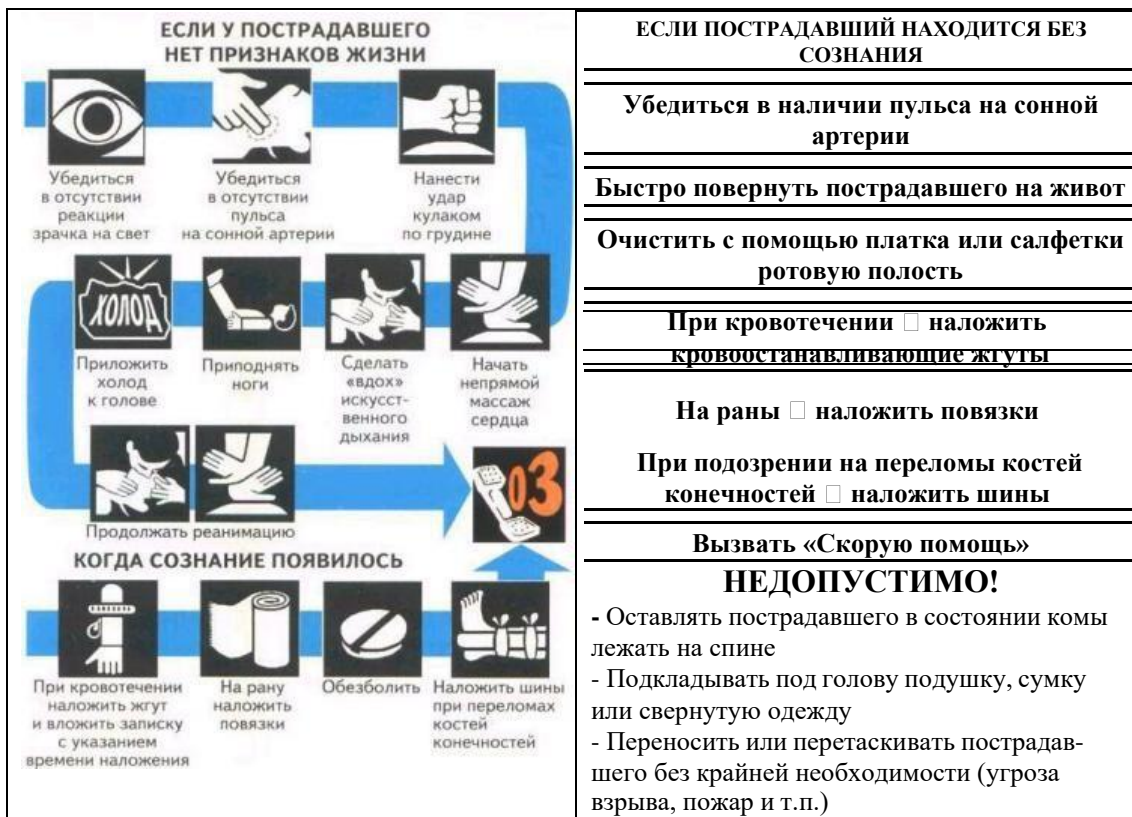 ЕСЛИ У ПОСТРАДАВШЕГО
НЕТ ПРИЗНАКОВ ЖИЗНИ
Убедиться
в отсутствии
реакции
зрачка на свет
Убедиться
в отсутствии
пульса
на сонной артерии
Нанести
удар
кулаком
по грудине
ХОЛОД
Приложить
холод
к голове
Приподнять
ноги
Сделать
«вдох»
искусст-
венного
дыхания
Начать
непрямой
массаж
сердца
03
Продолжать реанимацию
КОГДА СОЗНАНИЕ ПОЯВИЛОСЬ
При кровотечении
наложить жгут
и вложить записку
с указанием
времени наложения
На рану
наложить
повязки
Обезболить
Наложить шины
при переломах
костей
конечностей
ЕСЛИ ПОСТРАДАВШИЙ НАХОДИТСЯ БЕЗ
СОЗНАНИЯ
Убедиться в наличии пульса на сонной
артерии
Быстро повернуть пострадавшего на живот
Очистить с помощью платка или салфетки
ротовую полость
При кровотечении □ наложить
кровоостанавливающие жгуты
На раны □ наложить повязки
При подозрении на переломы костей
конечностей □ наложить шины
Вызвать «Скорую помощь»
НЕДОПУСТИМО!
- Оставлять пострадавшего в состоянии комы
лежать на спине
- Подкладывать под голову подушку, сумку
или свернутую одежду
- Переносить или перетаскивать пострадав-
шего без крайней необходимости (угроза
взрыва, пожар и т.п.)